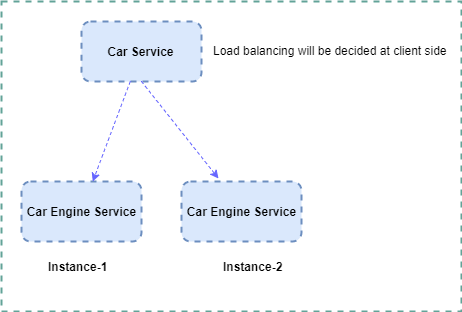 Car Service
Load balancing will be decided at client side
Car Engine Service
Car Engine Service
Instance-1
Instance-2